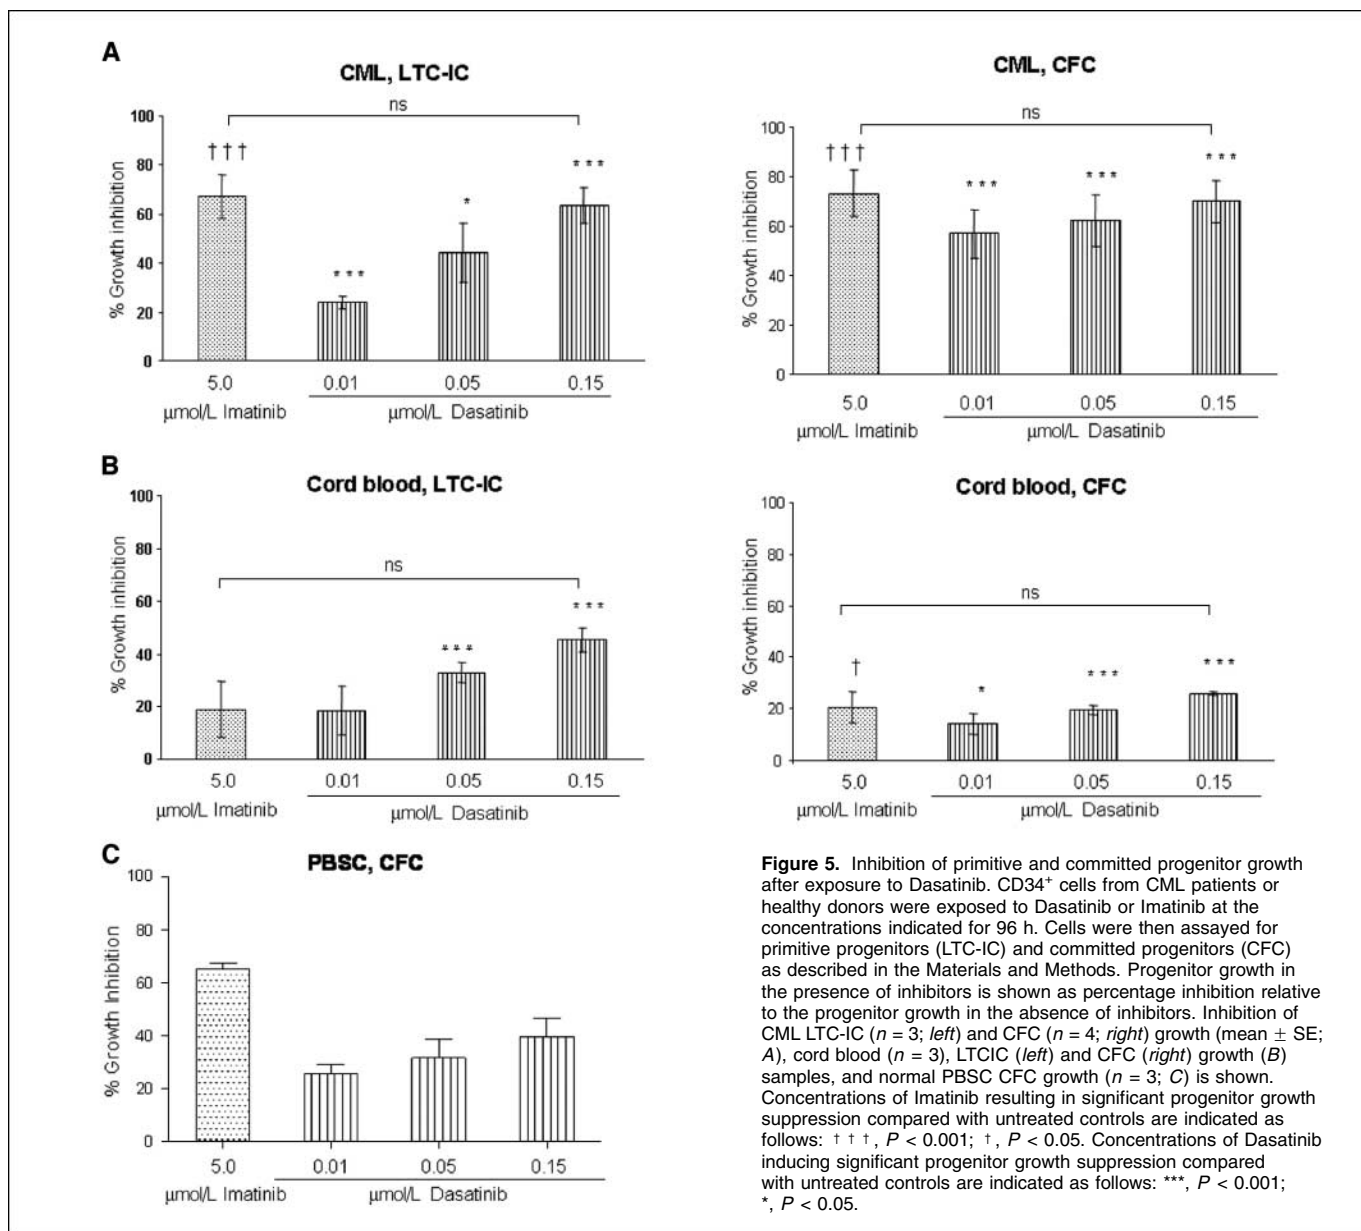 A
CML, LTC-IC
ns
% Growth inhibition
100
80
60
40
20
0
†††
***
*
***
5.0
0.01
0.05
0.15
µmol/L Imatinib
µmol/L Dasatinib
CML, CFC
ns
% Growth inhibition
100
80
60
40
20
0
†††
***
***
***
5.0
0.01
0.05
0.15
µmol/L Imatinib
µmol/L Dasatinib
B
Cord blood, LTC-IC
ns
% Growth inhibition
100
80
60
40
20
0
***
***
5.0
0.01
0.05
0.15
µmol/L Imatinib
µmol/L Dasatinib
Cord blood, CFC
ns
% Growth inhibition
100
80
60
40
20
0
†
*
***
***
5.0
0.01
0.05
0.15
µmol/L Imatinib
µmol/L Dasatinib
C
PBSC, CFC
% Growth Inhibition
100
80
60
40
20
0
5.0
0.01
0.05
0.15
µmol/L Imatinib
µmol/L Dasatinib
Figure 5. Inhibition of primitive and committed progenitor growth
after exposure to Dasatinib. CD34+ cells from CML patients or
healthy donors were exposed to Dasatinib or Imatinib at the
concentrations indicated for 96 h. Cells were then assayed for
primitive progenitors (LTC-IC) and committed progenitors (CFC)
as described in the Materials and Methods. Progenitor growth in
the presence of inhibitors is shown as percentage inhibition relative
to the progenitor growth in the absence of inhibitors. Inhibition of
CML LTC-IC (n = 3; left) and CFC (n = 4; right) growth (mean ± SE;
A), cord blood (n = 3), LTCIC (left) and CFC (right) growth (B)
samples, and normal PBSC CFC growth (n = 3; C) is shown.
Concentrations of Imatinib resulting in significant progenitor growth
suppression compared with untreated controls are indicated as
follows: †††, P < 0.001; †, P < 0.05. Concentrations of Dasatinib
inducing significant progenitor growth suppression compared
with untreated controls are indicated as follows: ***, P < 0.001;
*, P < 0.05.